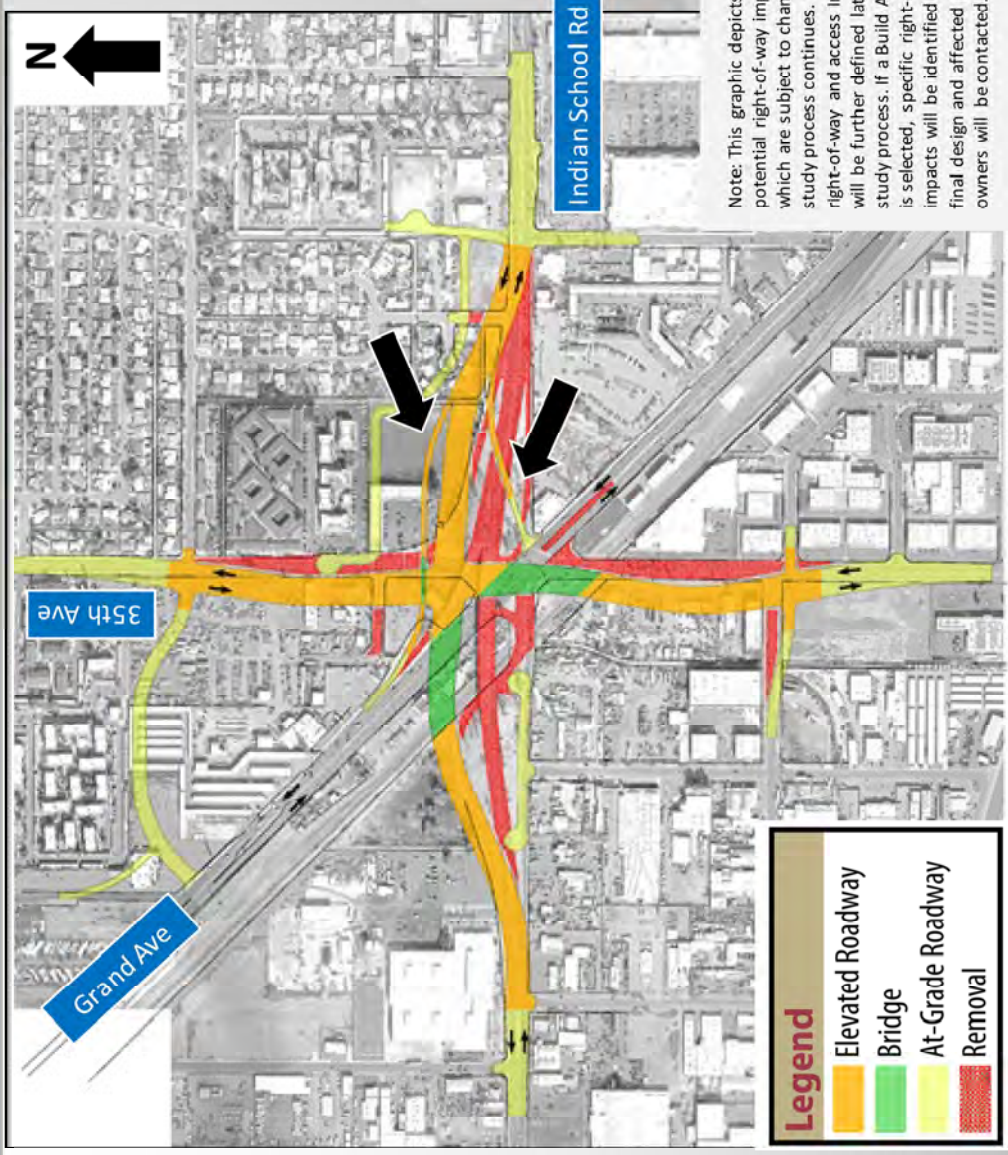 N
35th Ave
Grand Ave
Indian School Rd
Note: This graphic depicts
potential right-of-way imp
which are subject to chan
study process continues.
right-of-way and access in
will be further defined lat
study process. If a Build A
is selected, specific right-
impacts will be identified
final design and affected
owners will be contacted.
Legend
Elevated Roadway
Bridge
At-Grade Roadway
Removal